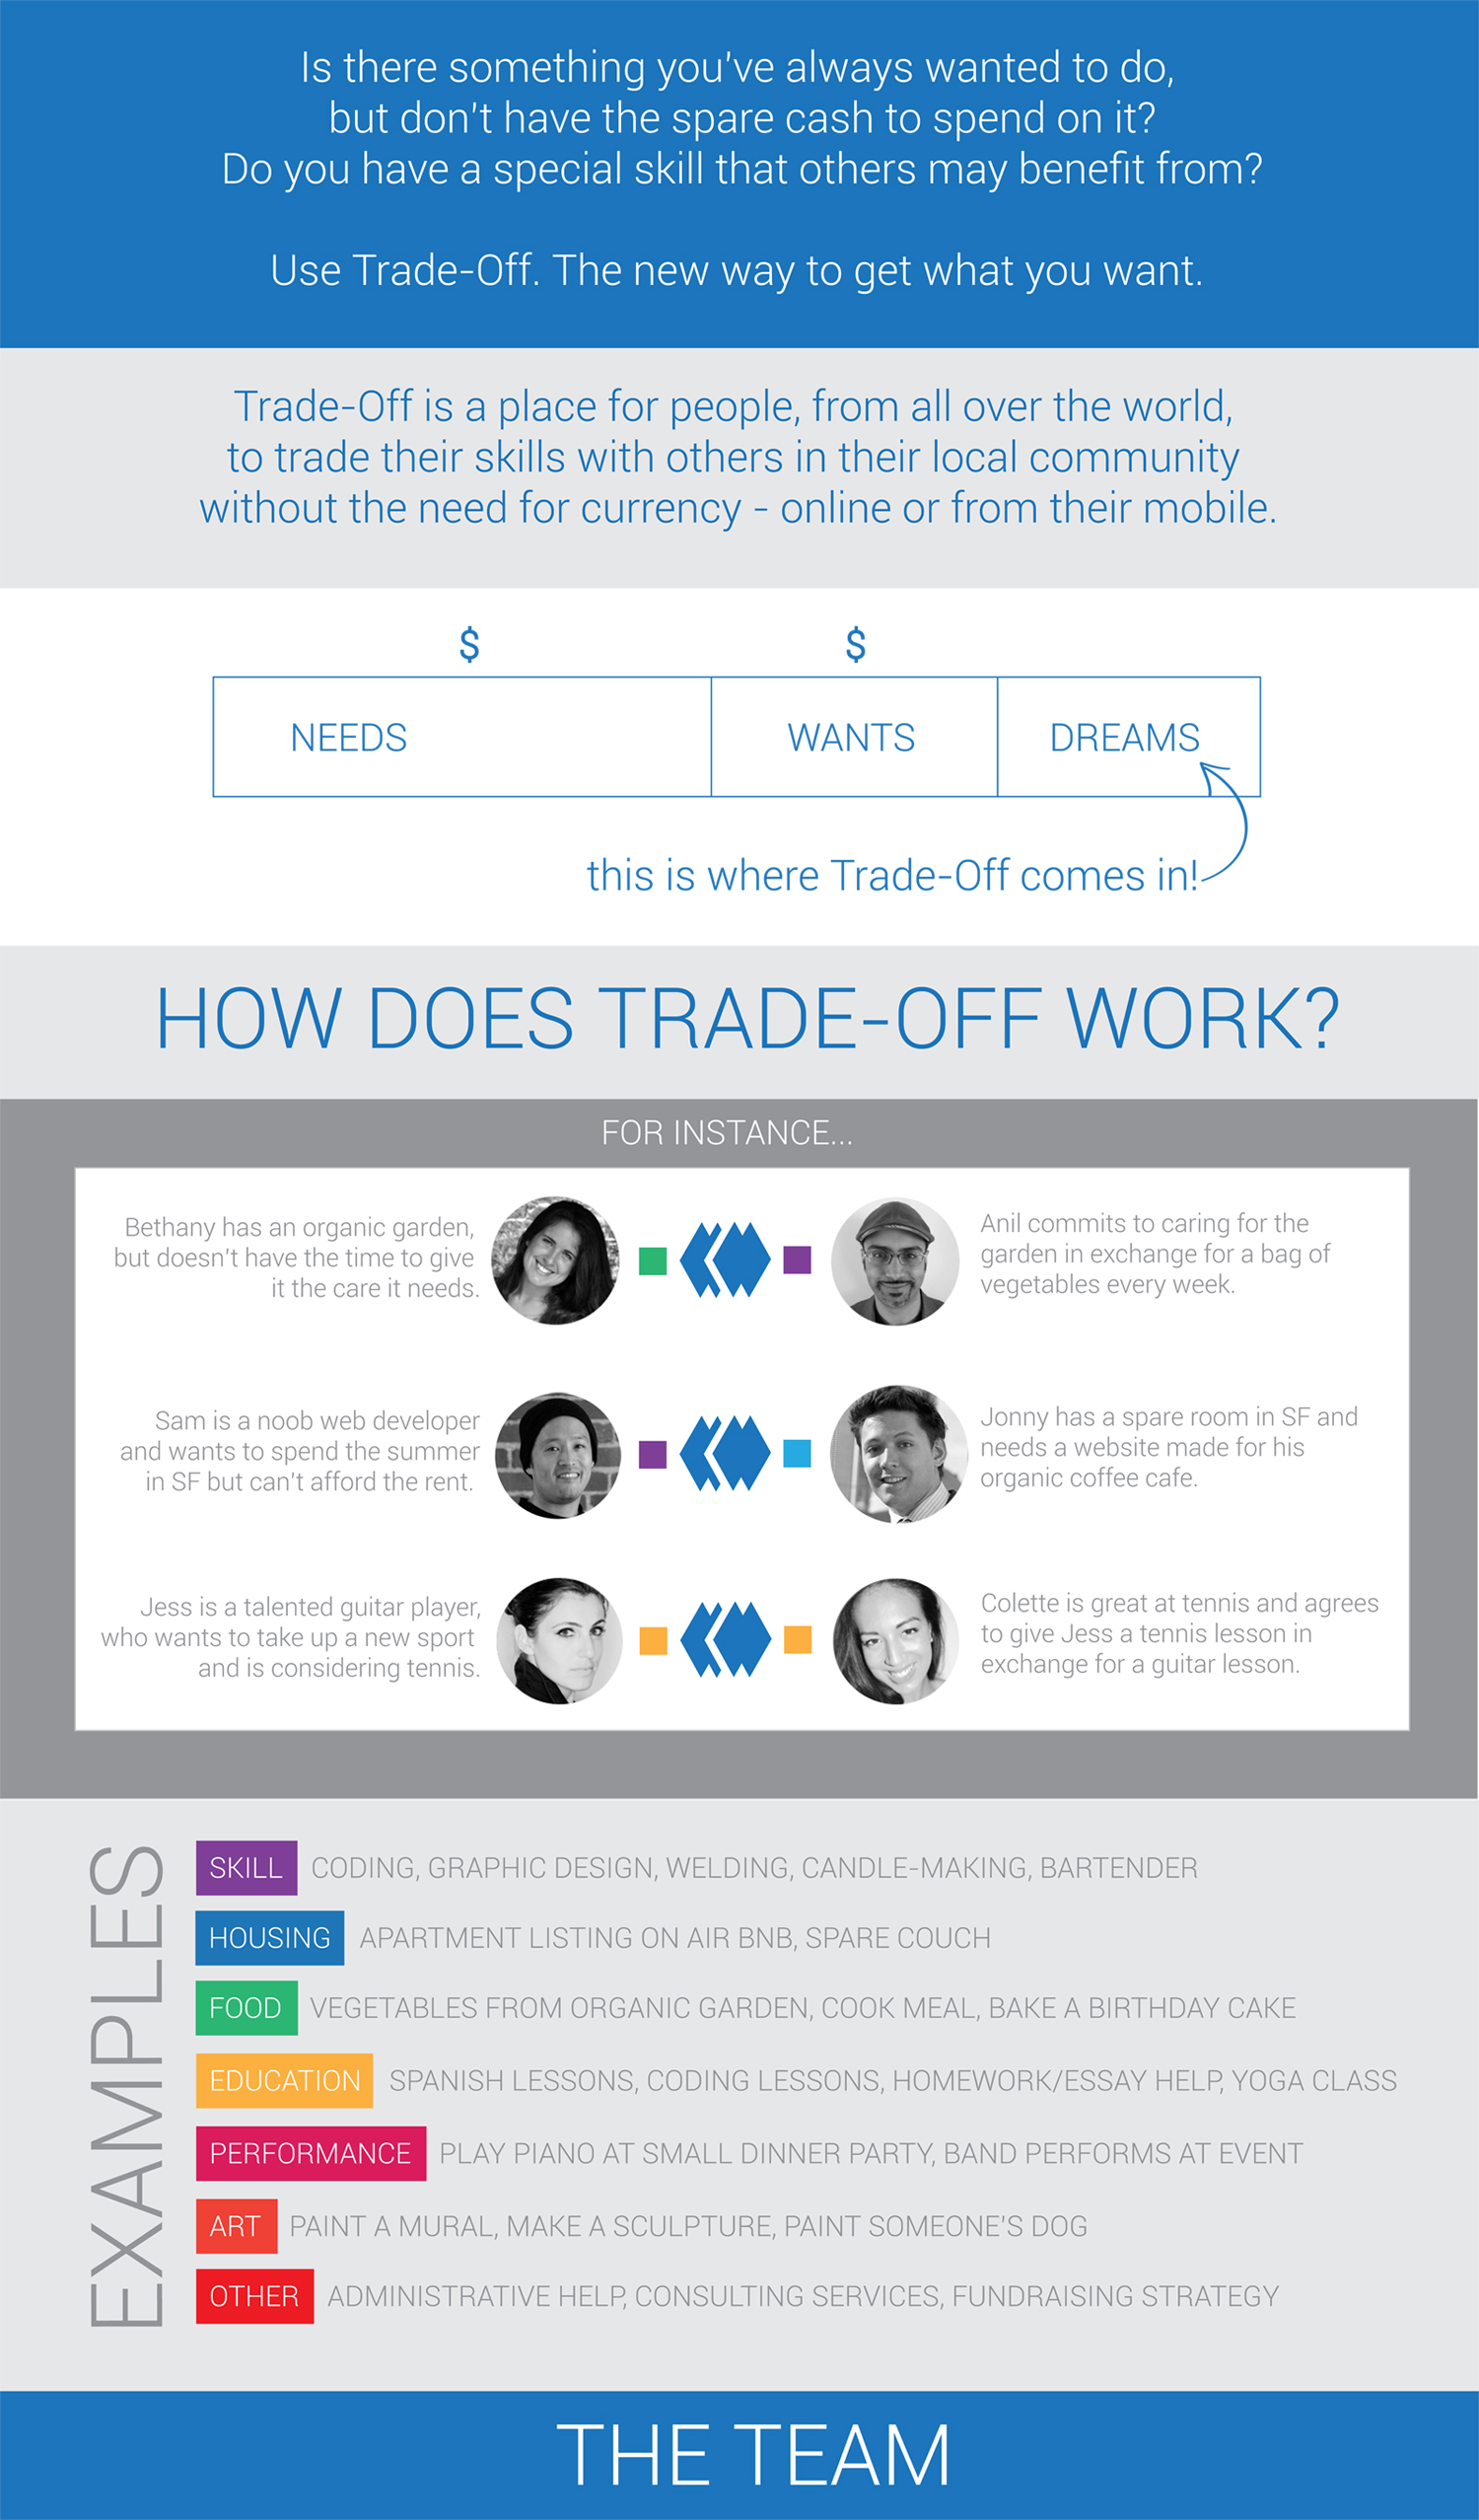 Is there something you've always wanted to do,
but don't have the spare cash to spend on it?
Do you have a special skill that others may benefit from?
Use Trade-Off. The new way to get what you want.
Trade-Off is a place for people, from all over the world,
to trade their skills with others in their local community
without the need for currency - online or from their mobile.
$ $
NEEDS WANTS DREAMS
this is where Trade-Off comes in!
HOW DOES TRADE-OFF WORK?
FOR INSTANCE...
Bethany has an organic garden,
but doesn't have the time to give
it the care it needs.
Anil commits to caring for the
garden in exchange for a bag of
vegetables every week.
Sam is a noob web developer
and wants to spend the summer
in SF but can't afford the rent.
Jonny has a spare room in SF and
needs a website made for his
organic coffee cafe.
Jess is a talented guitar player,
who wants to take up a new sport
and is considering tennis.
Colette is great at tennis and agrees
to give Jess a tennis lesson in
exchange for a guitar lesson.
EXAMPLES
SKILL CODING, GRAPHIC DESIGN, WELDING, CANDLE-MAKING, BARTENDER
HOUSING APARTMENT LISTING ON AIR BNB, SPARE COUCH
FOOD VEGETABLES FROM ORGANIC GARDEN, COOK MEAL, BAKE A BIRTHDAY CAKE
EDUCATION SPANISH LESSONS, CODING LESSONS, HOMEWORK/ESSAY HELP, YOGA CLASS
PERFORMANCE PLAY PIANO AT SMALL DINNER PARTY, BAND PERFORMS AT EVENT
ART PAINT A MURAL, MAKE A SCULPTURE, PAINT SOMEONE'S DOG
OTHER ADMINISTRATIVE HELP, CONSULTING SERVICES, FUNDRAISING STRATEGY
THE TEAM